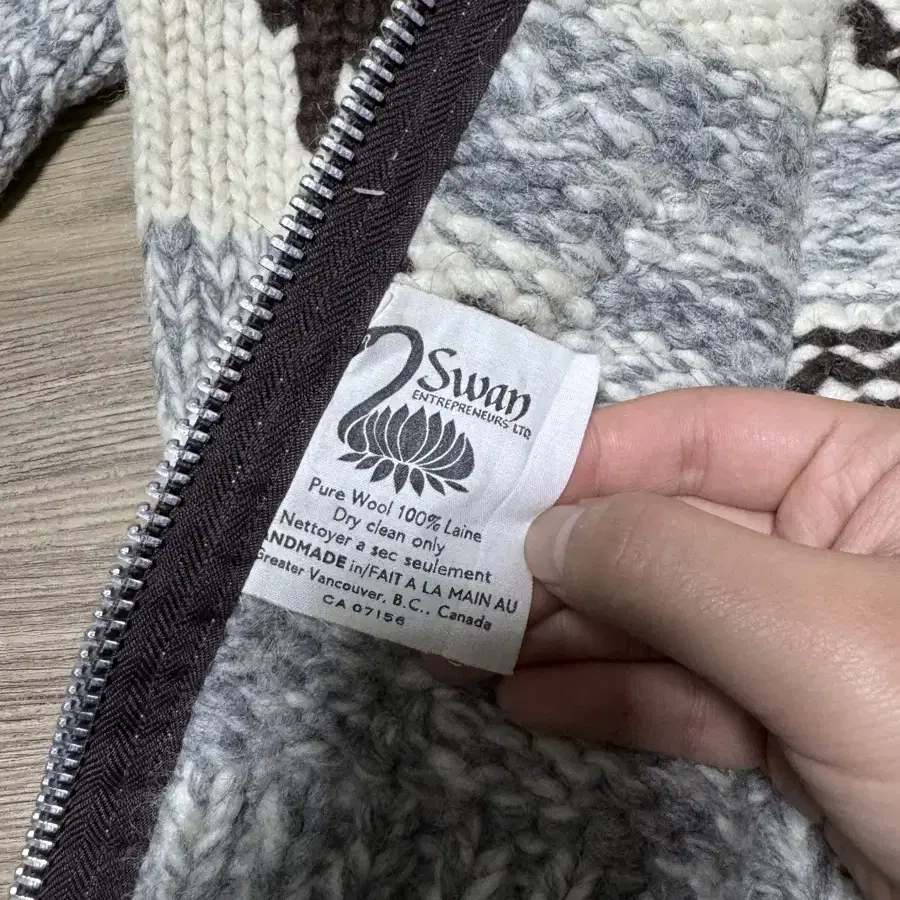 Swan
ENTREPRENEURS LTD
Pure Wool 100% Laine
Dry clean only
Nettoyer a sec seulement
ANDMADE in/FAIT A LA MAIN AU
Greater Vancouver, B.C., Canada
CA 07156